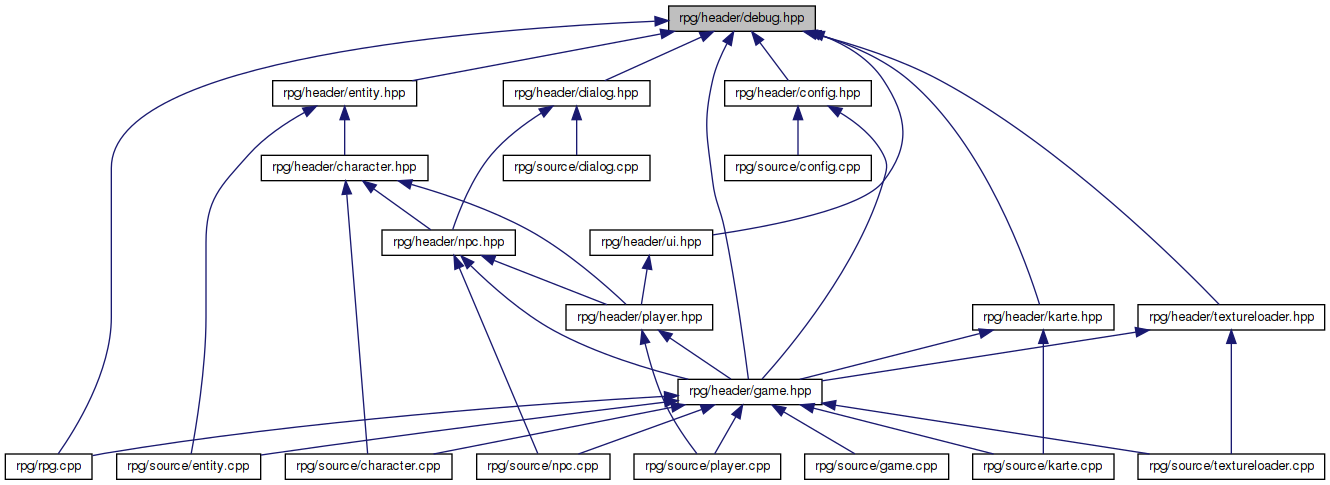 rpg/header/debug.hpp
rpg/header/entity.hpp
rpg/header/dialog.hpp
rpg/header/config.hpp
rpg/header/character.hpp
rpg/source/dialog.cpp
rpg/source/config.cpp
rpg/header/npc.hpp
rpg/header/ui.hpp
rpg/header/player.hpp
rpg/header/karte.hpp
rpg/header/textureloader.hpp
rpg/header/game.hpp
rpg/rpg.cpp
rpg/source/entity.cpp
rpg/source/character.cpp
rpg/source/npc.cpp
rpg/source/player.cpp
rpg/source/game.cpp
rpg/source/karte.cpp
rpg/source/textureloader.cpp